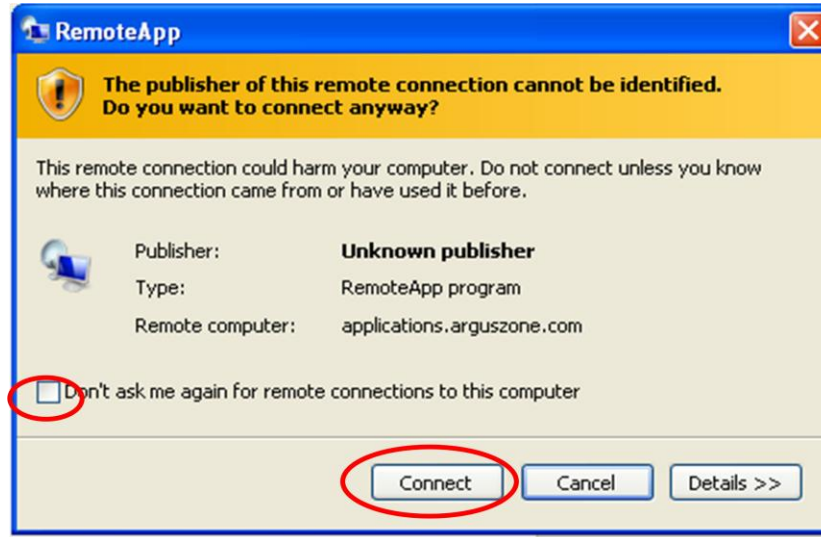 RemoteApp
The publisher of this remote connection cannot be identified.
Do you want to connect anyway?
This remote connection could harm your computer. Do not connect unless you know
where this connection came from or have used it before.
Publisher: Unknown publisher
Type: RemoteApp program
Remote computer: applications.arguszone.com
Don't ask me again for remote connections to this computer
Connect Cancel Details >>